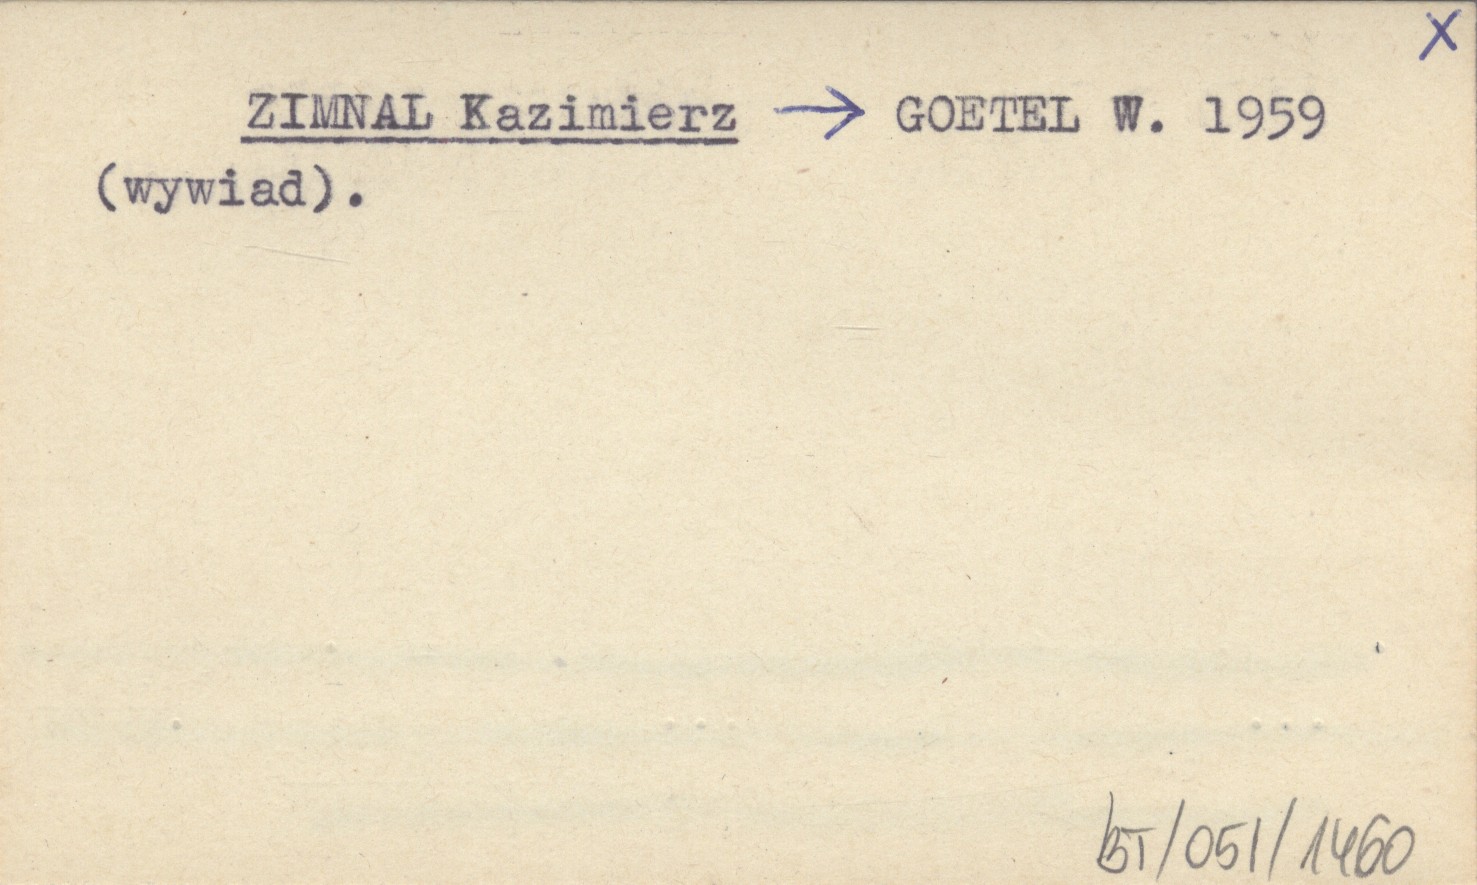 X
ZIMNAL Kazimierz → GOETEL W. 1959
(wywiad).
BT/051/1460